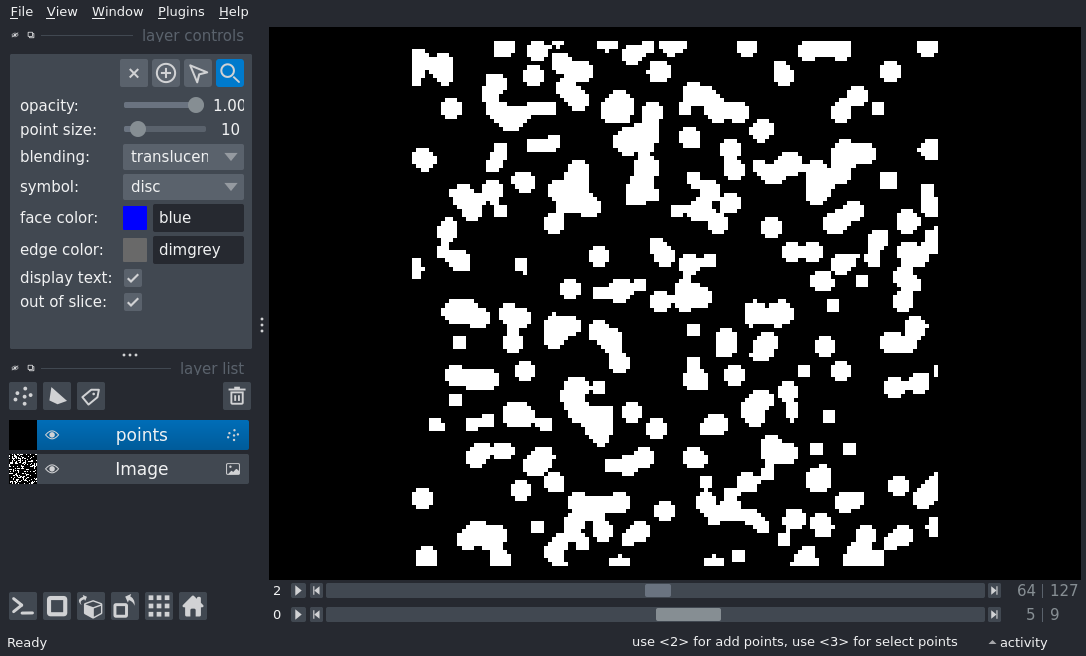 File View Window Plugins Help
layer controls
opacity: 1.00
point size: 10
blending: translucen
symbol: disc
face color: blue
edge color: dimgrey
display text:
out of slice:
layer list
points
Image
2 64 127
0 5 9
Ready use <2> for add points, use <3> for select points activity